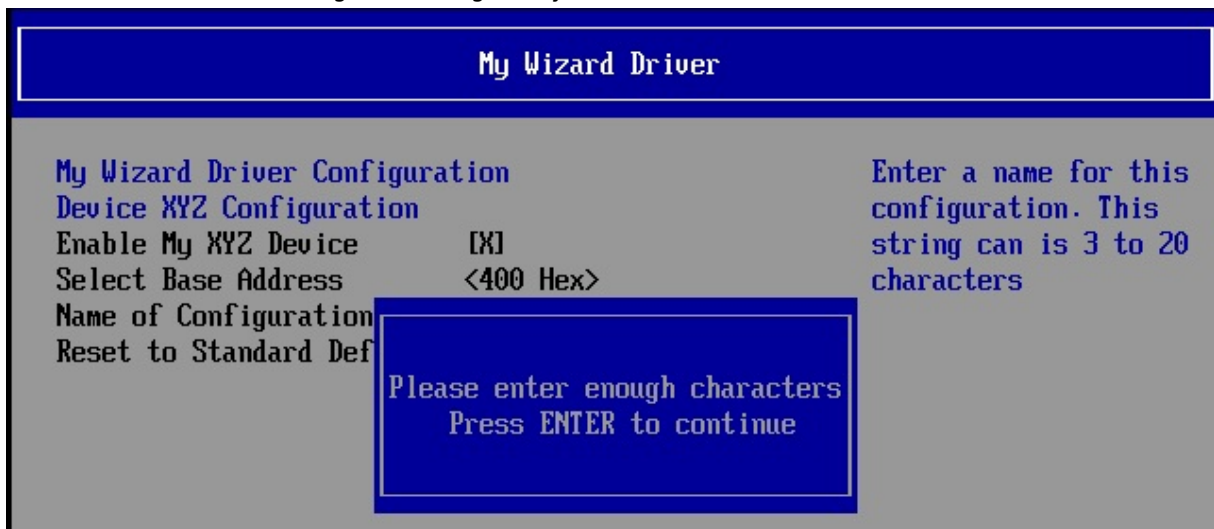 My Wizard Driver
My Wizard Driver Configuration
Device XYZ Configuration
Enable My XYZ Device [X]
Select Base Address <400 Hex>
Name of Configuration
Reset to Standard Def
Enter a name for this
configuration. This
string can is 3 to 20
characters
Please enter enough characters
Press ENTER to continue